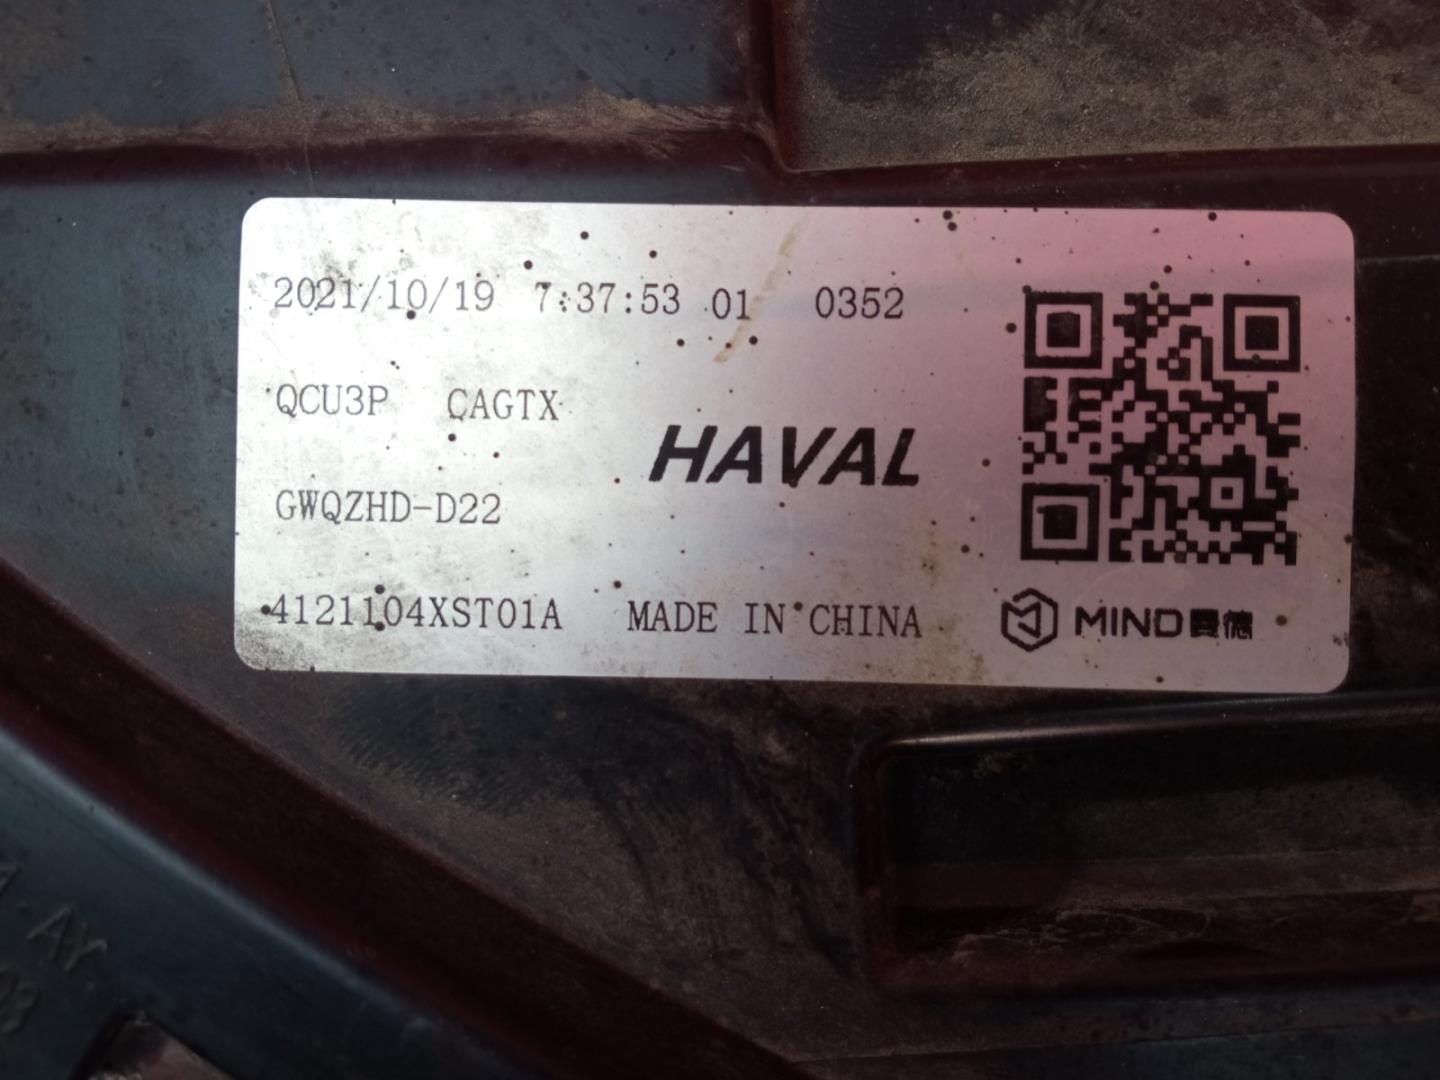 2021/10/19 7:37:53 01 0352
QCU3P CAGTX
HAVAL
GWQZHD-D22
4121104XST01A MADE IN CHINA
MIND曼德
AY